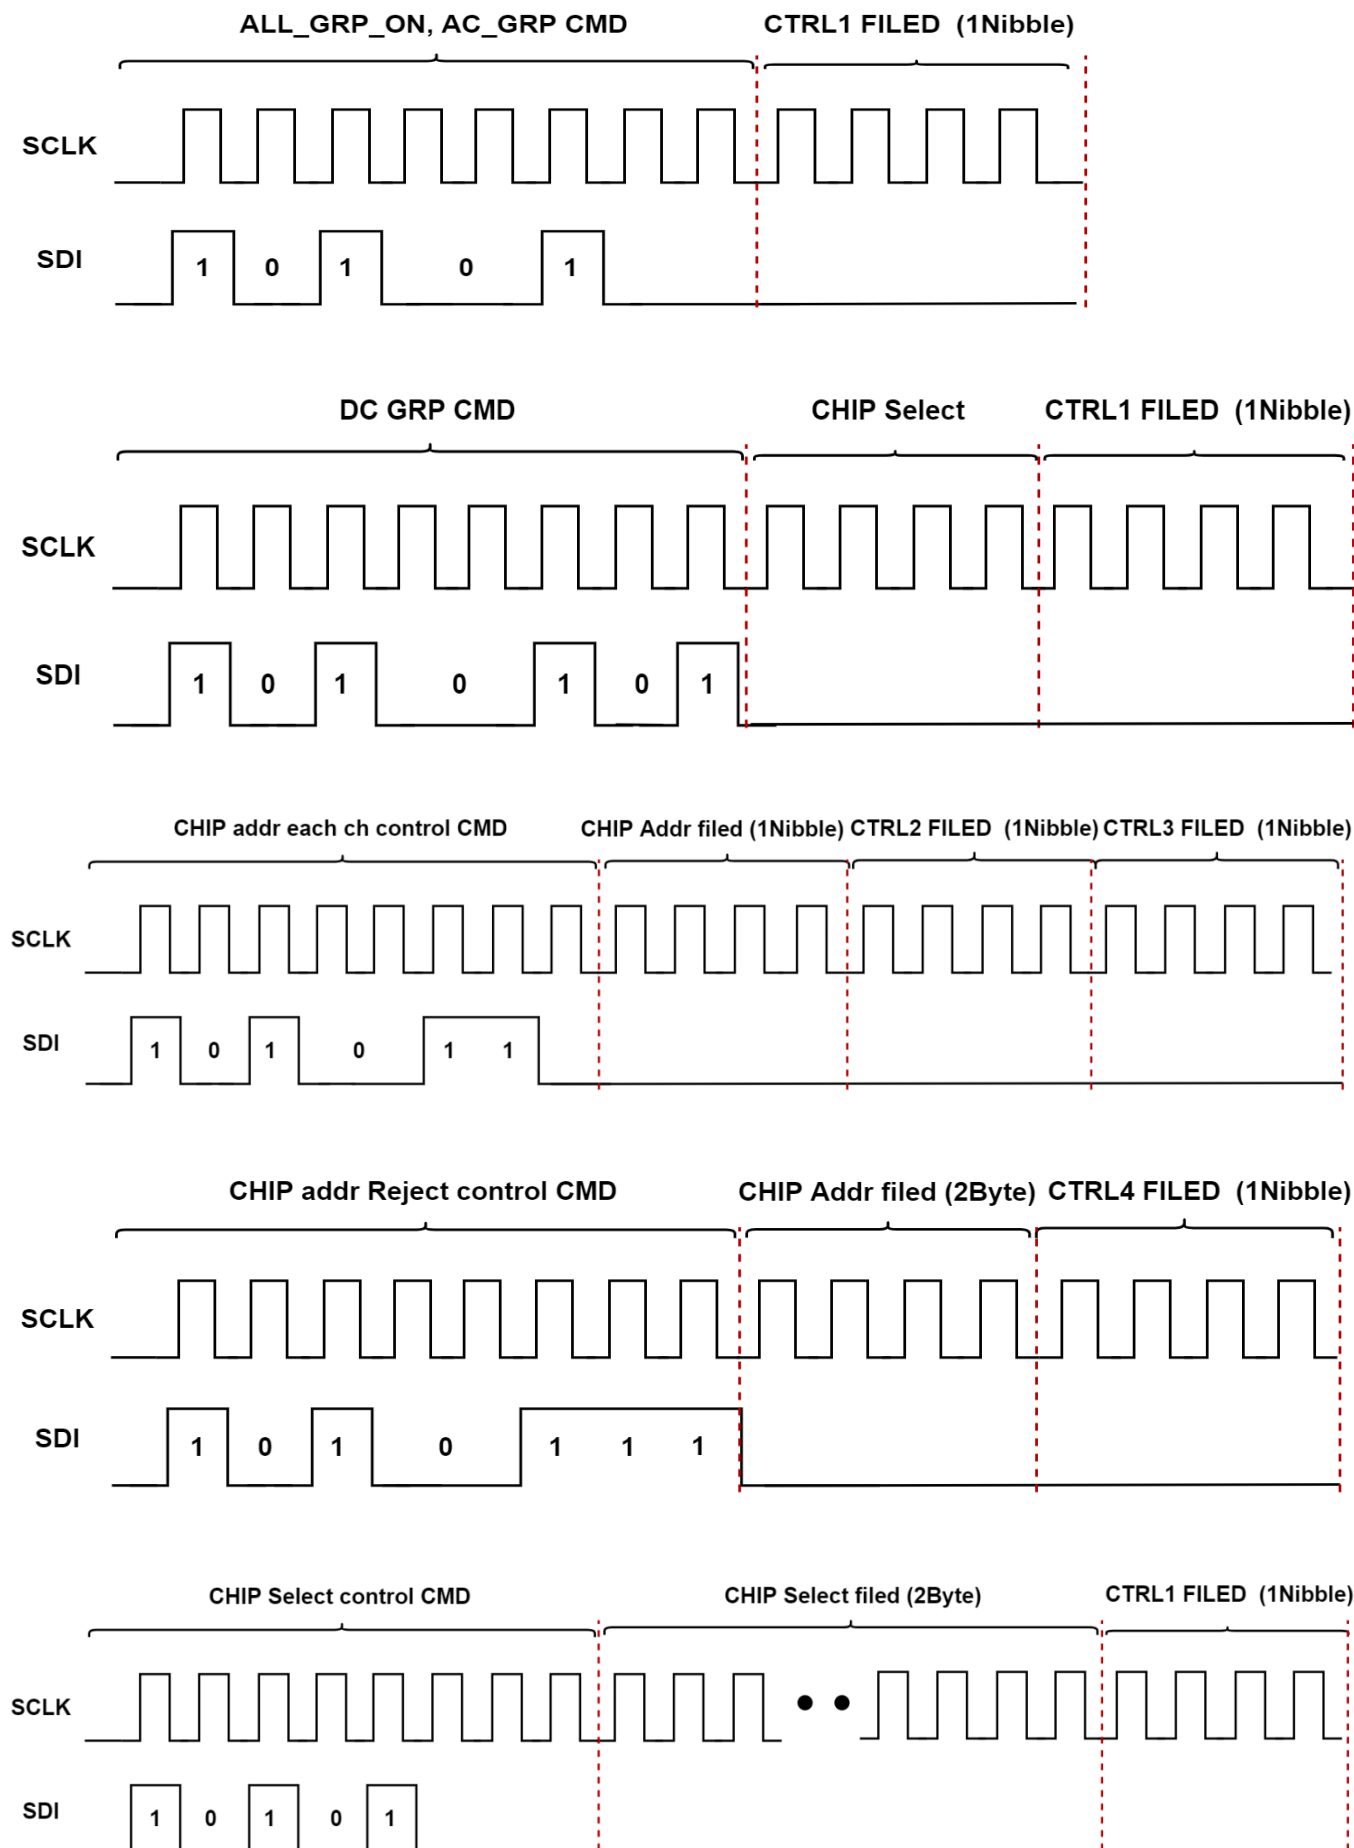 ALL_GRP_ON, AC_GRP CMD CTRL1 FILED (1Nibble)
SCLK
SDI 1 0 1 0 1
DC GRP CMD CHIP Select CTRL1 FILED (1Nibble)
SCLK
SDI 1 0 1 0 1 0 1
CHIP addr each ch control CMD CHIP Addr filed (1Nibble) CTRL2 FILED (1Nibble) CTRL3 FILED (1Nibble)
SCLK
SDI 1 0 1 0 1 1
CHIP addr Reject control CMD CHIP Addr filed (2Byte) CTRL4 FILED (1Nibble)
SCLK
SDI 1 0 1 0 1 1 1
CHIP Select control CMD CHIP Select filed (2Byte) CTRL1 FILED (1Nibble)
SCLK
SDI 1 0 1 0 1